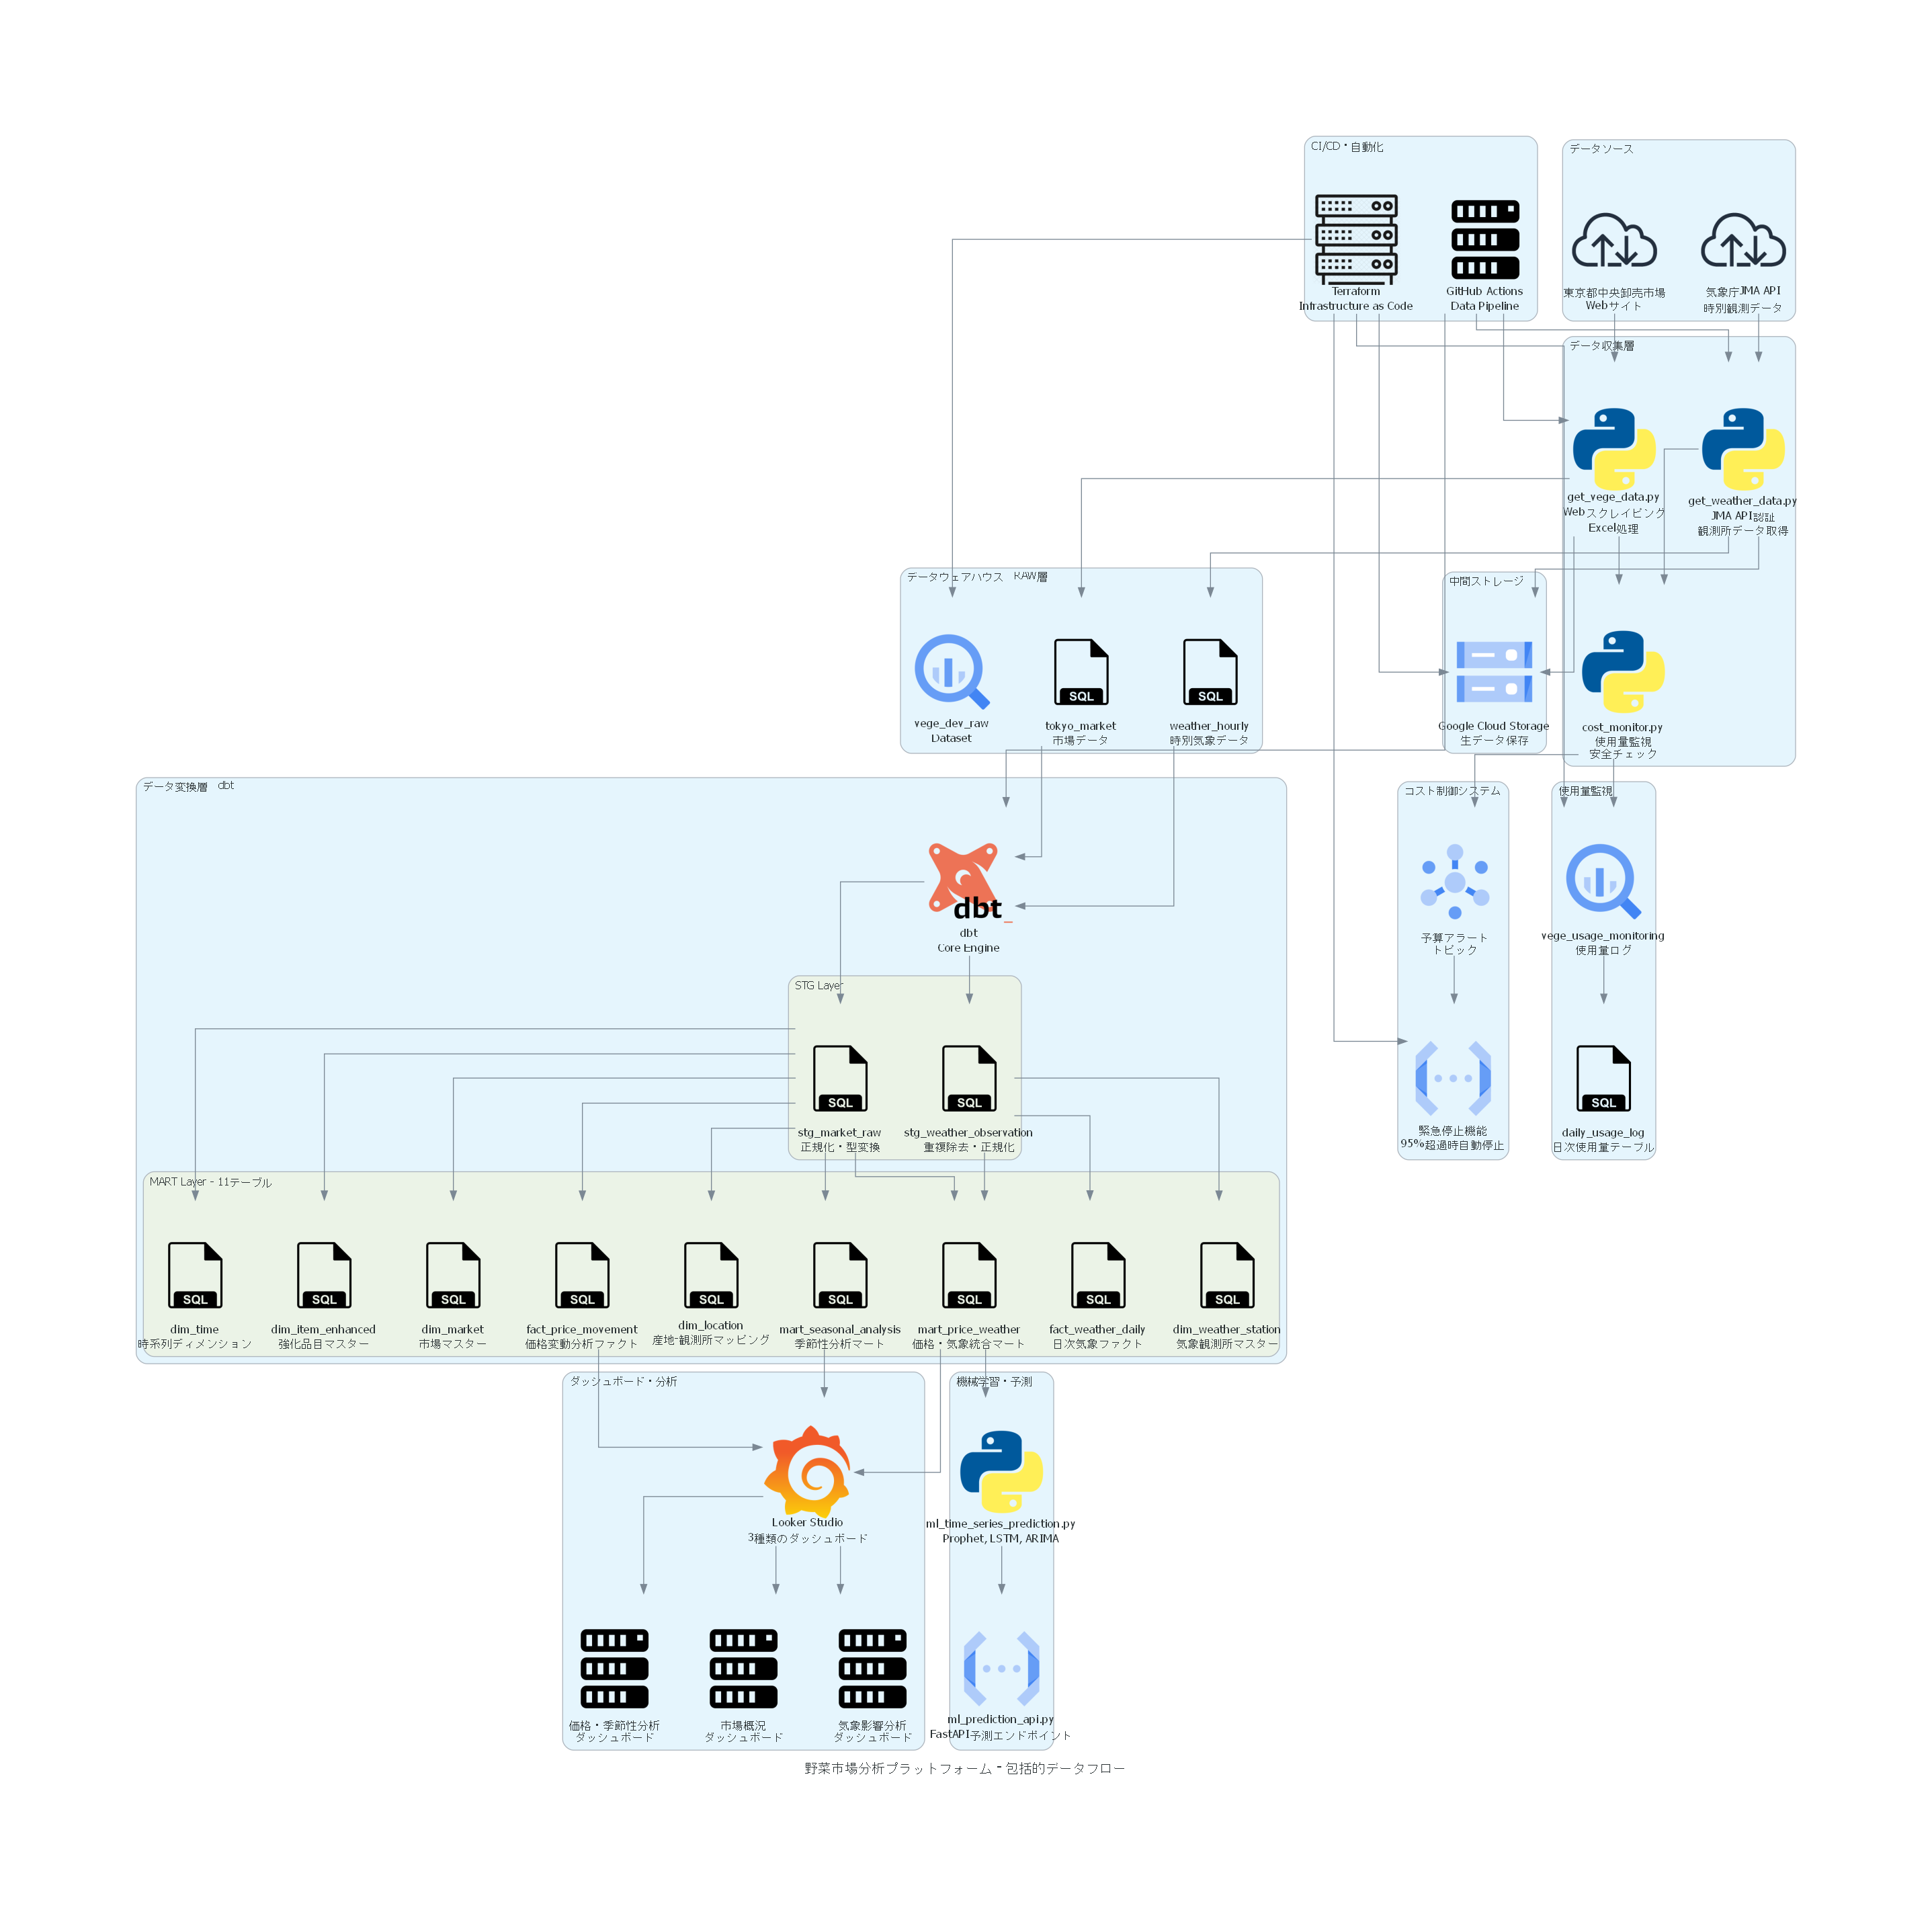 CI/CD・自動化
Terraform
Infrastructure as Code
GitHub Actions
Data Pipeline
データソース
東京都中央卸売市場
Webサイト
気象庁JMA API
時別観測データ
データ収集層
get_vege_data.py
Webスクレイピング
Excel処理
get_weather_data.py
JMA API認証
観測所データ取得
cost_monitor.py
使用量監視
安全チェック
データウェアハウス RAW層
vege_dev_raw
Dataset
SQL
tokyo_market
市場データ
SQL
weather_hourly
時別気象データ
中間ストレージ
Google Cloud Storage
生データ保存
データ変換層 dbt
dbt
dbt
Core Engine
STG Layer
SQL
stg_market_raw
正規化・型変換
SQL
stg_weather_observation
重複除去・正規化
コスト制御システム
予算アラート
トピック
緊急停止機能
95%超過時自動停止
使用量監視
vege_usage_monitoring
使用量ログ
SQL
daily_usage_log
日次使用量テーブル
MART Layer - 11テーブル
SQL
dim_time
時系列ディメンション
SQL
dim_item_enhanced
強化品目マスター
SQL
dim_market
市場マスター
SQL
fact_price_movement
価格変動分析ファクト
SQL
dim_location
産地-観測所マッピング
SQL
mart_seasonal_analysis
季節性分析マート
SQL
mart_price_weather
価格・気象統合マート
SQL
fact_weather_daily
日次気象ファクト
SQL
dim_weather_station
気象観測所マスター
ダッシュボード・分析
Looker Studio
3種類のダッシュボード
価格・季節性分析
ダッシュボード
市場概況
ダッシュボード
気象影響分析
ダッシュボード
機械学習・予測
ml_time_series_prediction.py
Prophet, LSTM, ARIMA
ml_prediction_api.py
FastAPI予測エンドポイント
野菜市場分析プラットフォーム - 包括的データフロー